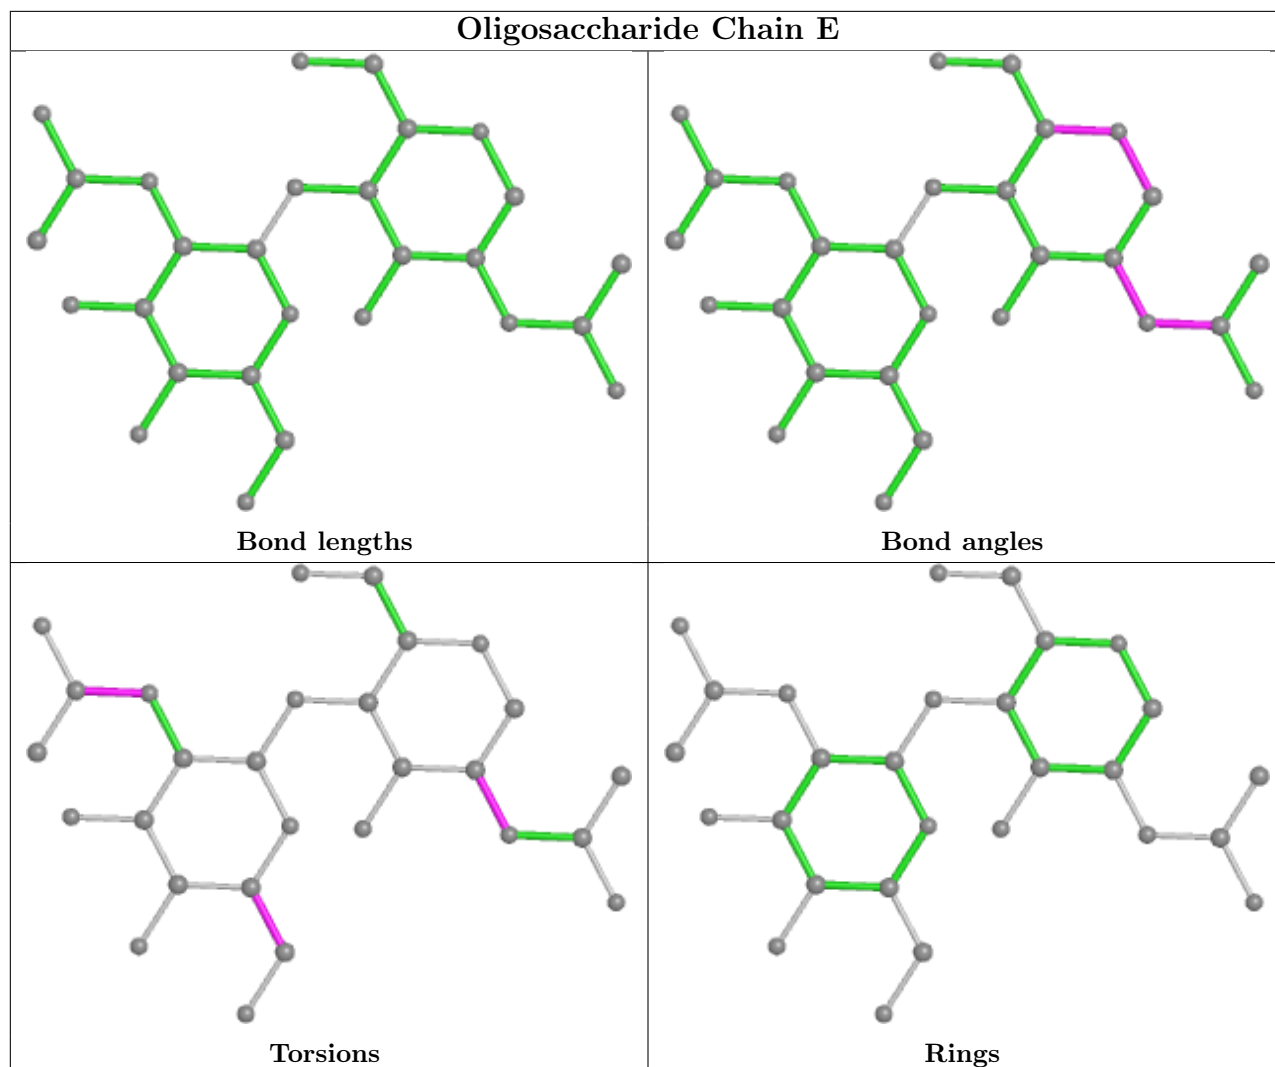 Oligosaccharide Chain E
Bond lengths
Bond angles
Torsions
Rings